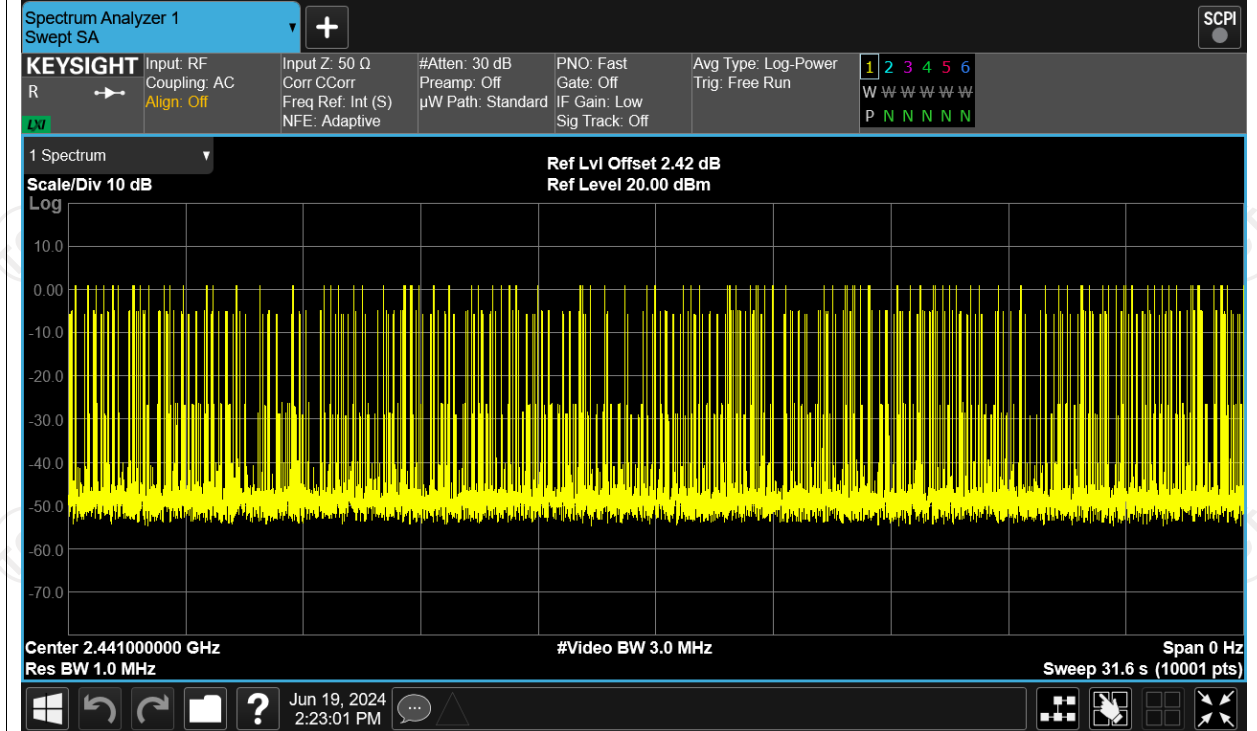 Spectrum Analyzer 1
Swept SA
SCPI
KEYSIGHT
R
LXI
Input: RF
Coupling: AC
Align: Off
Input Z: 50 Ω
Corr CCorr
Freq Ref: Int (S)
NFE: Adaptive
#Atten: 30 dB
Preamp: Off
µW Path: Standard
PNO: Fast
Gate: Off
IF Gain: Low
Sig Track: Off
Avg Type: Log-Power
Trig: Free Run
1 2 3 4 5 6
W W W W W W
P N N N N N
1 Spectrum
Scale/Div 10 dB
Ref Lvl Offset 2.42 dB
Ref Level 20.00 dBm
Log
10.0
0.00
-10.0
-20.0
-30.0
-40.0
-50.0
-60.0
-70.0
Center 2.441000000 GHz
#Video BW 3.0 MHz
Span 0 Hz
Res BW 1.0 MHz
Sweep 31.6 s (10001 pts)
?
Jun 19, 2024
2:23:01 PM